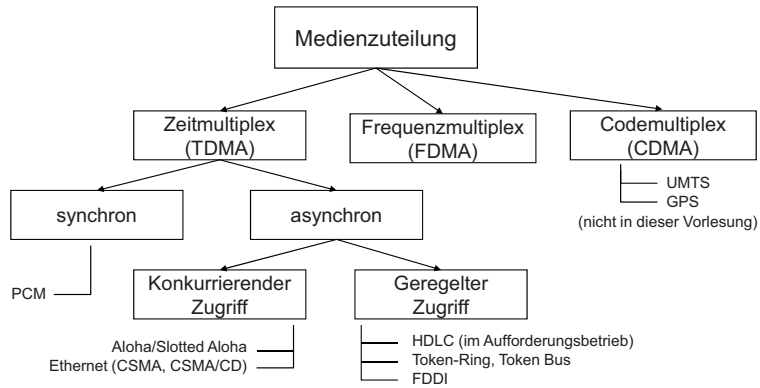 Medienzuteilung
Zeitmultiplex
(TDMA)
Frequenzmultiplex
(FDMA)
Codemultiplex
(CDMA)
UMTS
GPS
(nicht in dieser Vorlesung)
synchron
asynchron
PCM
Konkurrierender
Zugriff
Geregelter
Zugriff
Aloha/Slotted Aloha
Ethernet (CSMA, CSMA/CD)
HDLC (im Aufforderungsbetrieb)
Token-Ring, Token Bus
FDDI